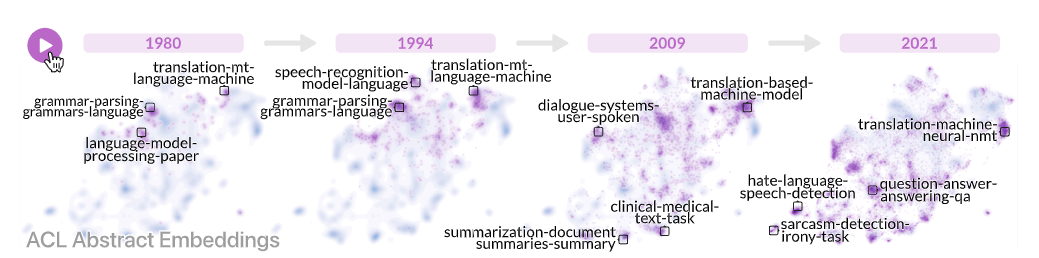 1980
1994
2009
2021
translation-mt-
language-machine
grammar-parsing-
grammars-language
language-model-
processing-paper
speech-recognition-
model-language
translation-mt-
language-machine
grammar-parsing-
grammars-language
translation-based-
machine-model
dialogue-systems-
user-spoken
clinical-medical-
text-task
summarization-document
summaries-summary
translation-machine-
neural-nmt
hate-language-
speech-detection
question-answer-
answering-qa
sarcasm-detection-
irony-task
ACL Abstract Embeddings